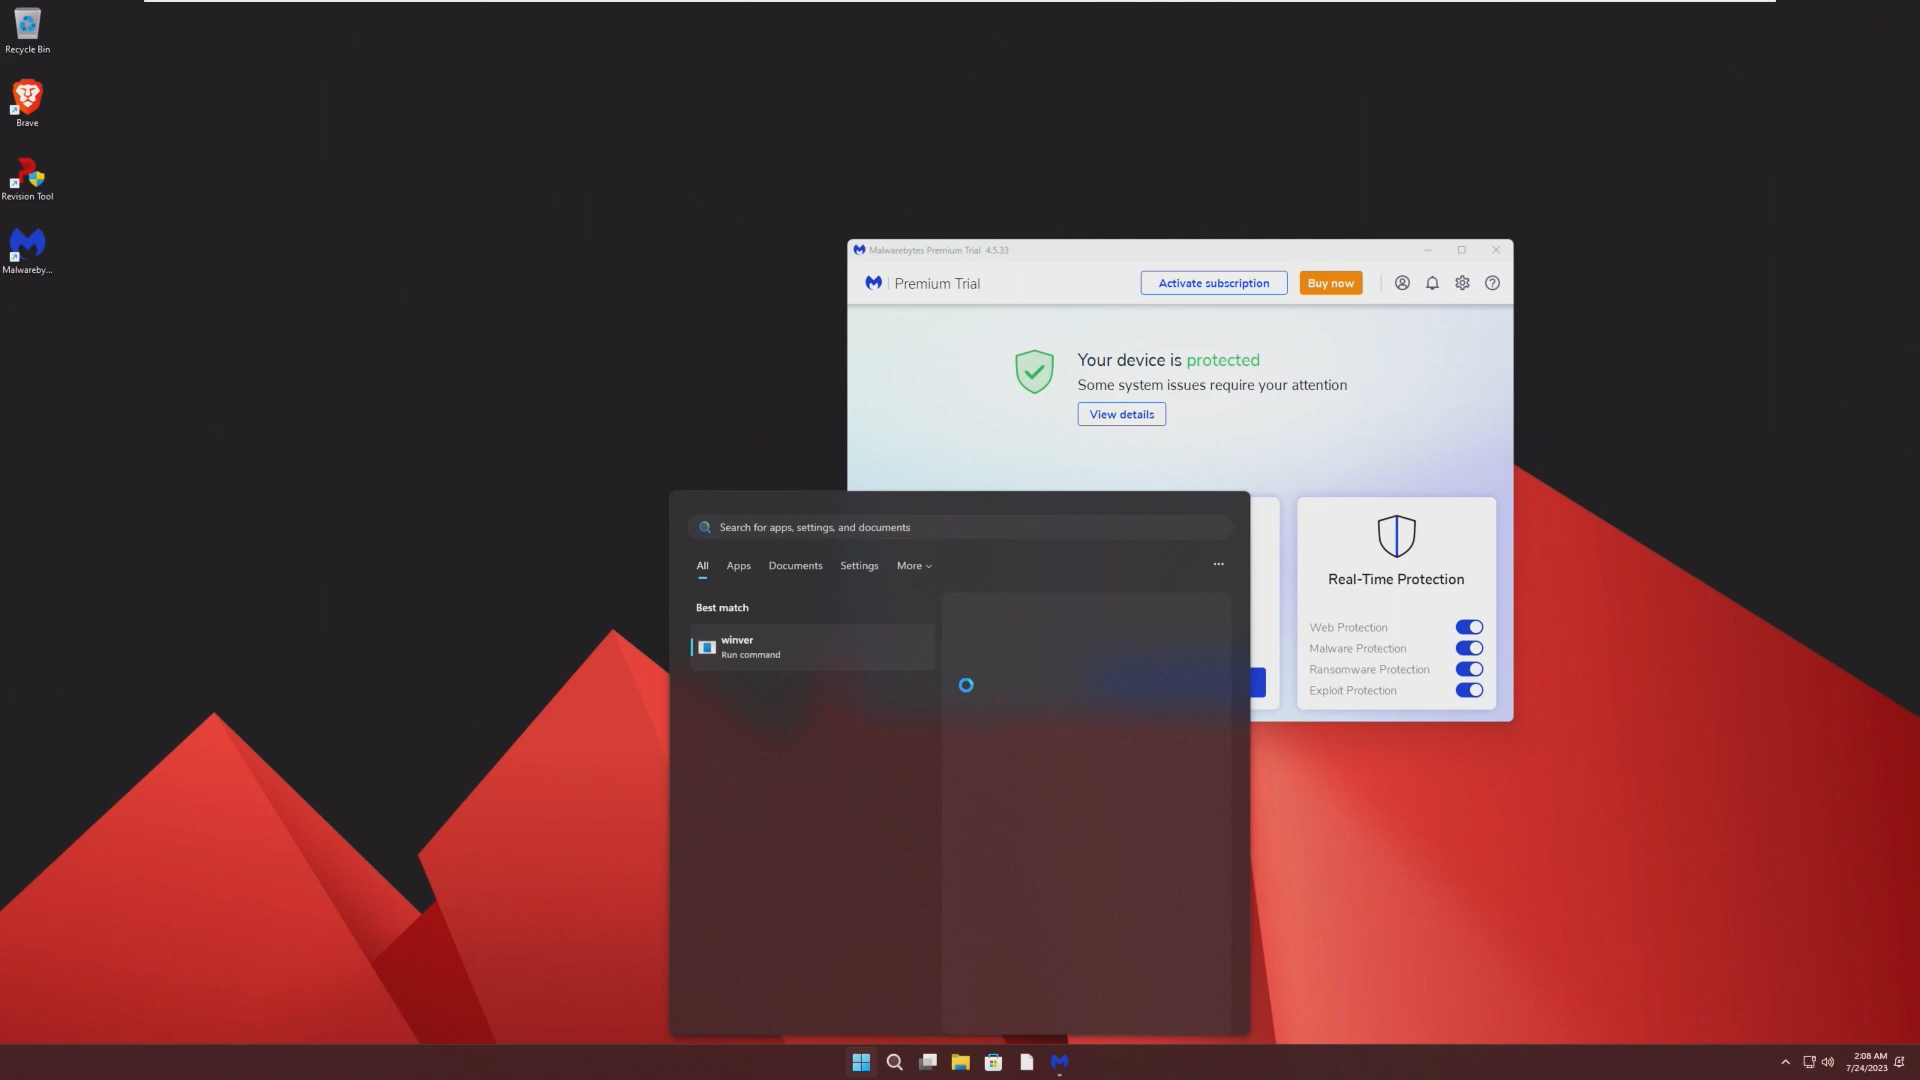 Recycle Bin
Brave
Revision Tool
Malwareby...
Malwarebytes Premium Trial 4.5.33
Premium Trial
Activate subscription
Buy now
Your device is protected
Some system issues require your attention
View details
Search for apps, settings, and documents
All Apps Documents Settings More
Best match
winver
Run command
Real-Time Protection
Web Protection
Malware Protection
Ransomware Protection
Exploit Protection
2:08 AM
7/24/2023